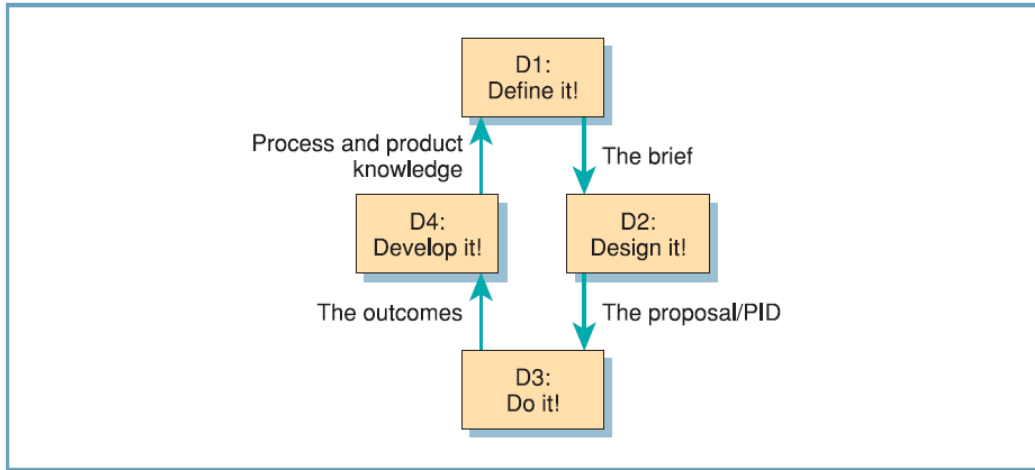 D1:
Define it!
Process and product
knowledge
The brief
D4:
Develop it!
D2:
Design it!
The outcomes
The proposal/PID
D3:
Do it!